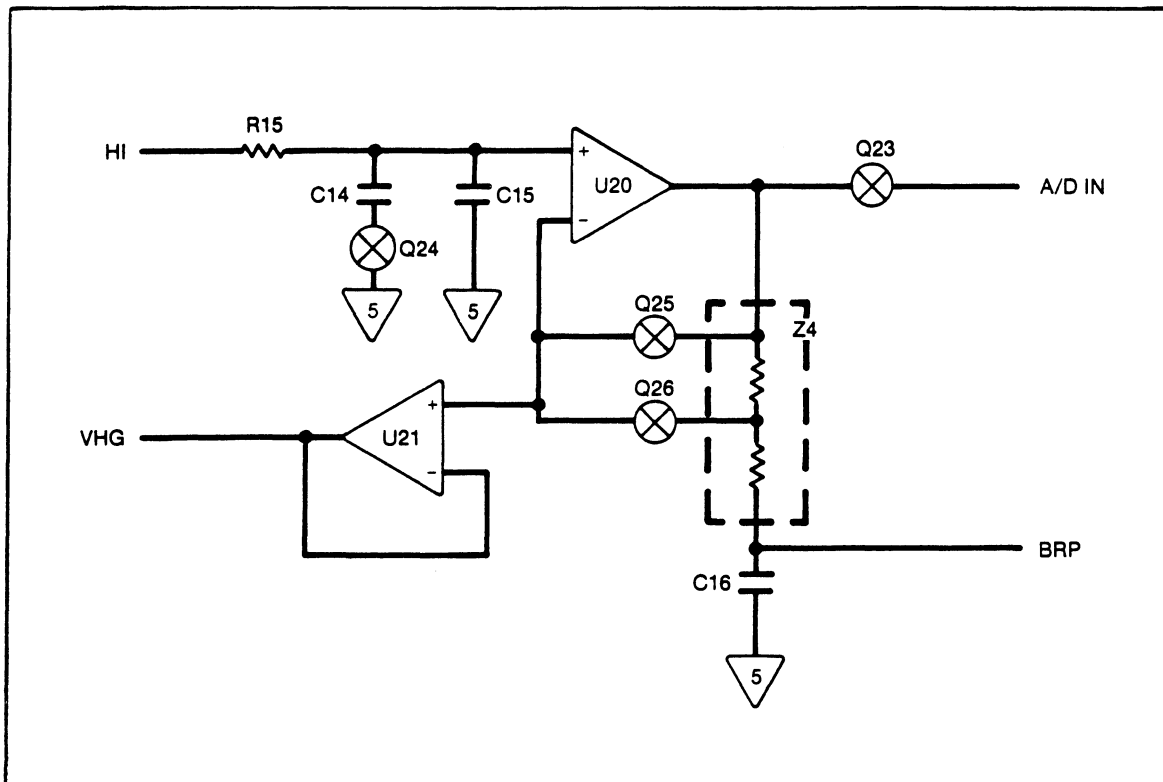 R15
HI
+
U20
−
Q23
A/D IN
C14
C15
Q24
5
5
Q25
Z4
Q26
+
U21
−
VHG
BRP
C16
5